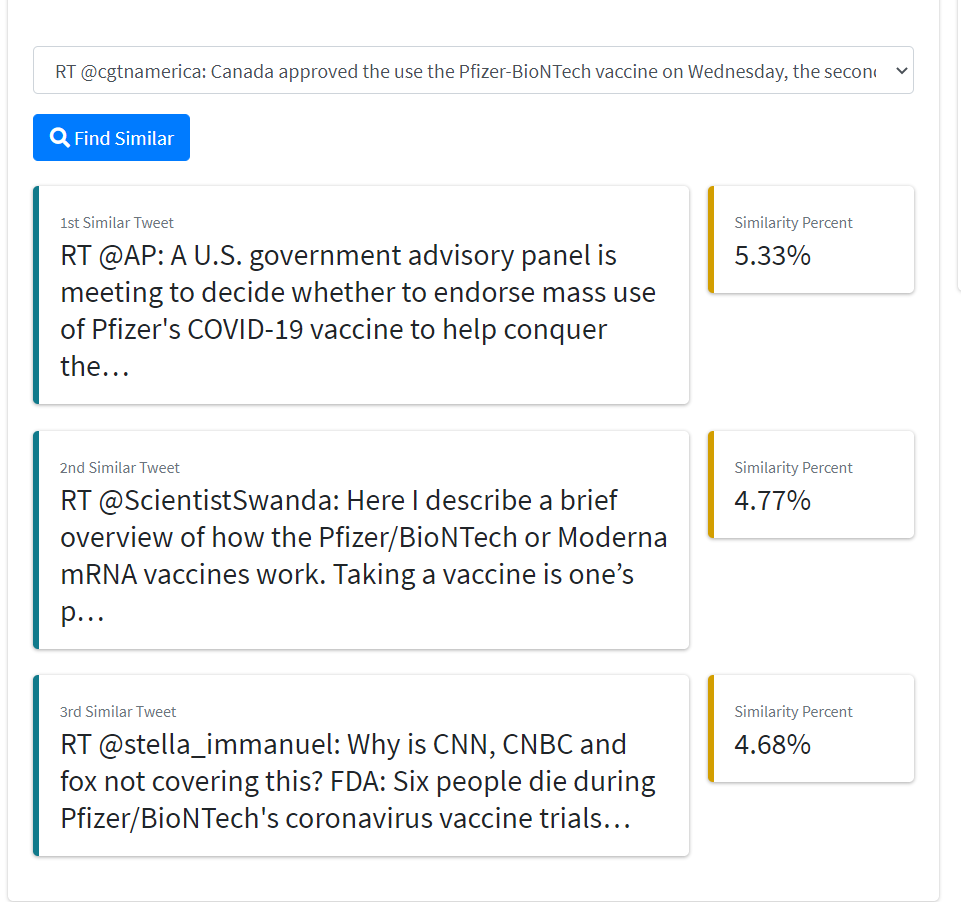 RT @cgtnamerica: Canada approved the use the Pfizer-BioNTech vaccine on Wednesday, the secon
Find Similar
1st Similar Tweet
RT @AP: A U.S. government advisory panel is
meeting to decide whether to endorse mass use
of Pfizer's COVID-19 vaccine to help conquer
the…
Similarity Percent
5.33%
2nd Similar Tweet
RT @ScientistSwanda: Here I describe a brief
overview of how the Pfizer/BioNTech or Moderna
mRNA vaccines work. Taking a vaccine is one’s
p…
Similarity Percent
4.77%
3rd Similar Tweet
RT @stella_immanuel: Why is CNN, CNBC and
fox not covering this? FDA: Six people die during
Pfizer/BioNTech's coronavirus vaccine trials…
Similarity Percent
4.68%